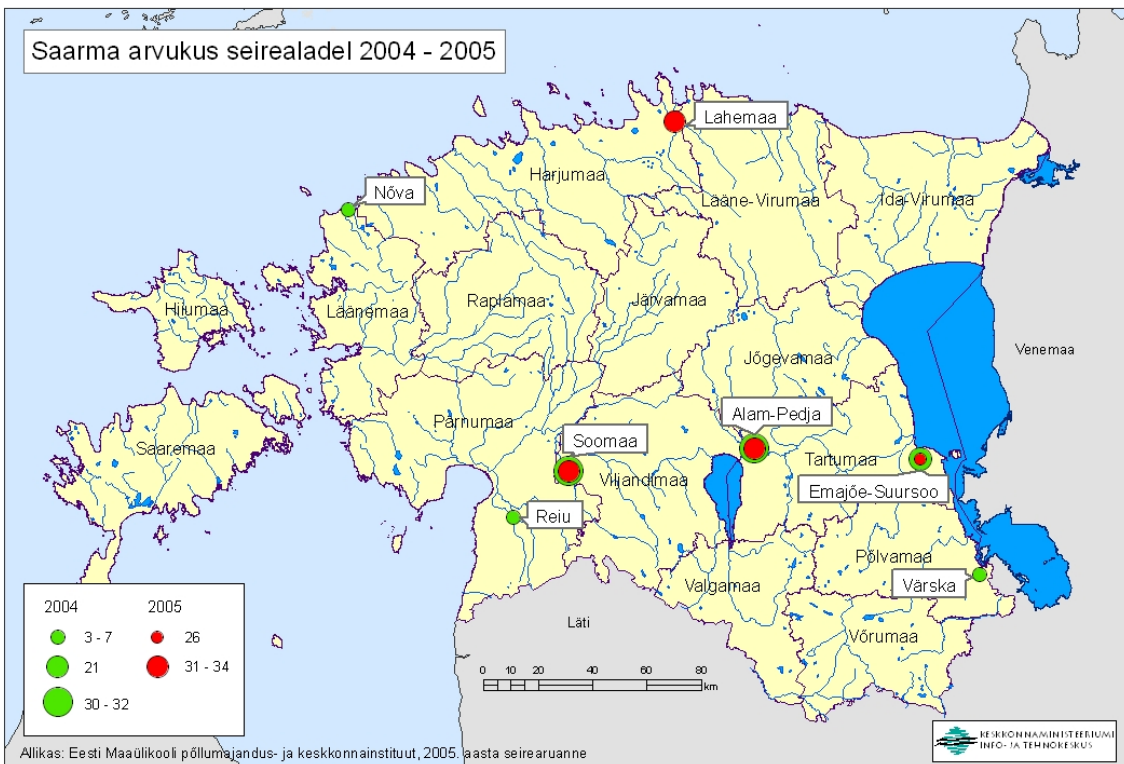 Saarma arvukus seirealadel 2004 - 2005
Lahemaa
Harjumaa
Nõva
Lääne-Virumaa
Ida-Virumaa
Hiiumaa
Läänemaa
Raplamaa
Järvamaa
Jõgevamaa
Venemaa
Pärnumaa
Alam-Pedja
Soomaa
Saaremaa
Viljandimaa
Tartumaa
Emajõe-Suursoo
Reiu
Põlvamaa
Valgamaa
Värska
2004 2005
3 - 7 26
21 31 - 34
30 - 32
Läti
Võrumaa
0 20 40 60 80
km
Allikas: Eesti Maaülikooli põllumajandus- ja keskkonnainstituut, 2005. aasta seirearuanne
KESKKONNAMINISTEERIUMI
INFO- JA TEHNOKESKUS